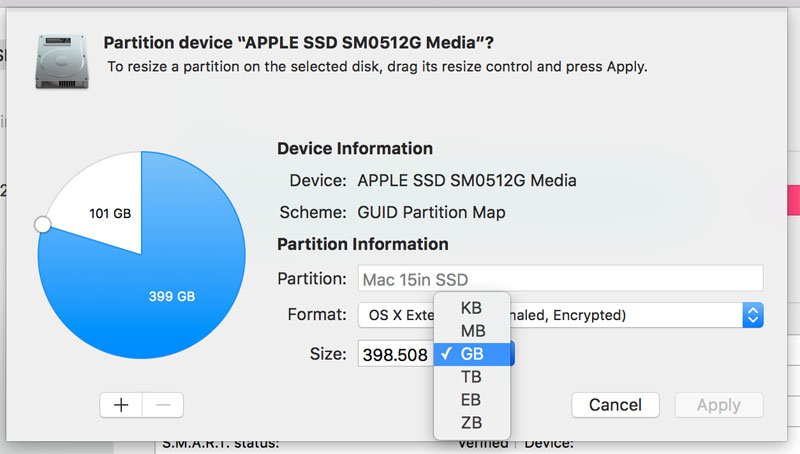 Partition device “APPLE SSD SM0512G Media”?
To resize a partition on the selected disk, drag its resize control and press Apply.
101 GB
399 GB
Device Information
Device: APPLE SSD SM0512G Media
Scheme: GUID Partition Map
Partition Information
Partition: Mac 15in SSD
Format: OS X Exte naled, Encrypted)
Size: 398.508
KB
MB
✓ GB
TB
EB
ZB
+ −
Cancel
Apply
S.M.A.R.T. status: Verified Device: